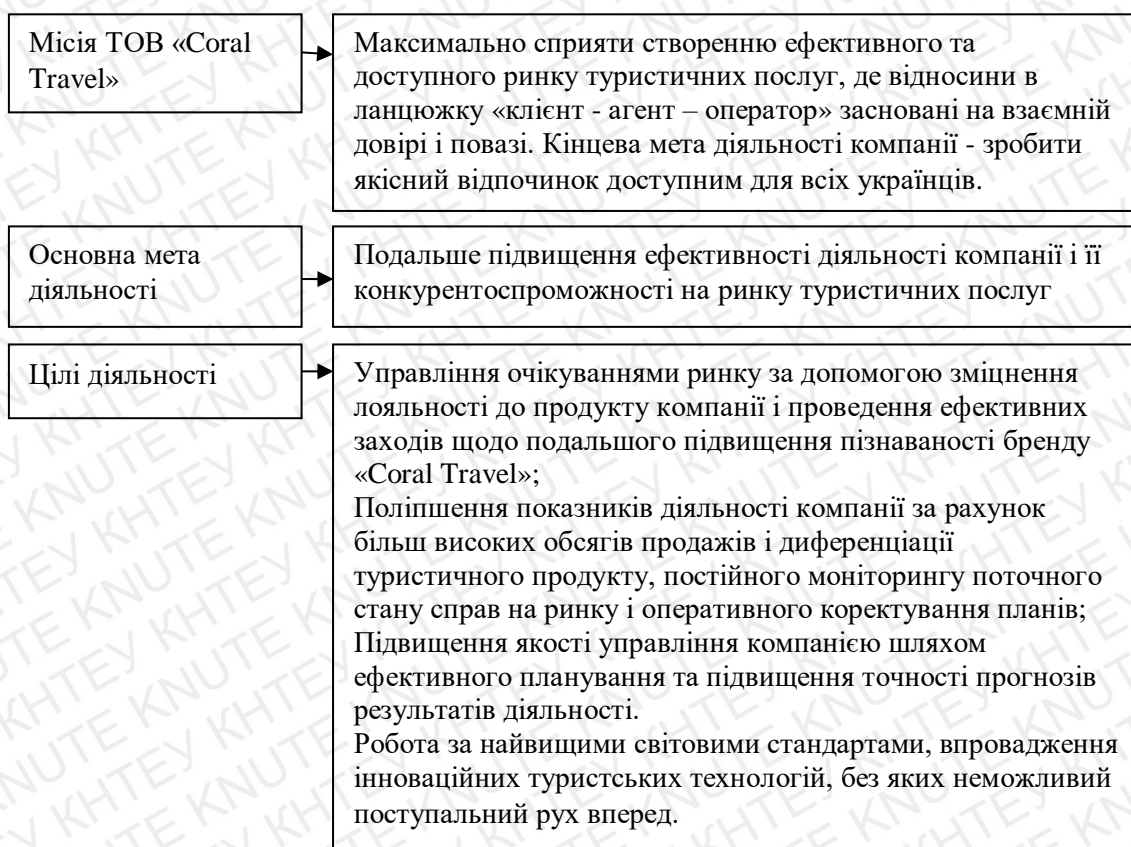 Місія ТОВ «Coral
Travel»
Максимально сприяти створенню ефективного та
доступного ринку туристичних послуг, де відносини в
ланцюжку «клієнт - агент – оператор» засновані на взаємній
довірі і повазі. Кінцева мета діяльності компанії - зробити
якісний відпочинок доступним для всіх українців.
Основна мета
діяльності
Подальше підвищення ефективності діяльності компанії і її
конкурентоспроможності на ринку туристичних послуг
Цілі діяльності
Управління очікуваннями ринку за допомогою зміцнення
лояльності до продукту компанії і проведення ефективних
заходів щодо подальшого підвищення пізнаваності бренду
«Coral Travel»;
Поліпшення показників діяльності компанії за рахунок
більш високих обсягів продажів і диференціації
туристичного продукту, постійного моніторингу поточного
стану справ на ринку і оперативного коректування планів;
Підвищення якості управління компанією шляхом
ефективного планування та підвищення точності прогнозів
результатів діяльності.
Робота за найвищими світовими стандартами, впровадження
інноваційних туристських технологій, без яких неможливий
поступальний рух вперед.